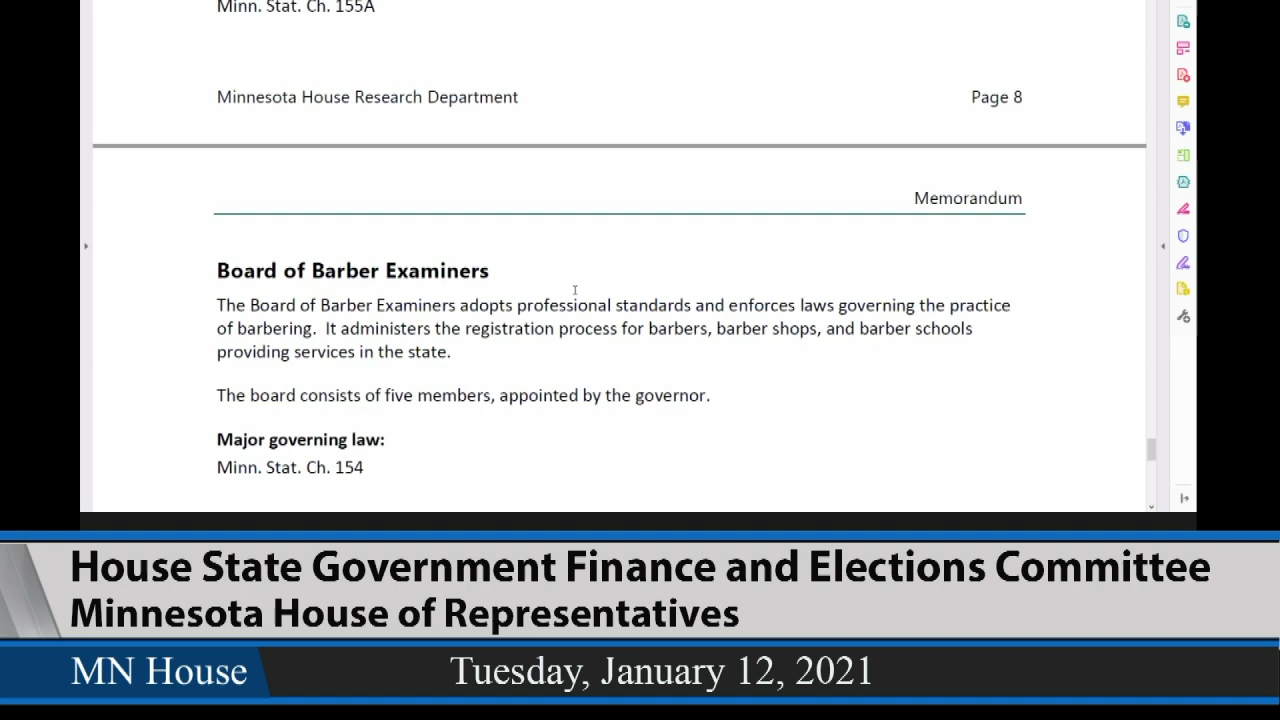 Minn. Stat. Ch. 155A
Minnesota House Research Department Page 8
Memorandum
Board of Barber Examiners
The Board of Barber Examiners adopts professional standards and enforces laws governing the practice
of barbering.  It administers the registration process for barbers, barber shops, and barber schools
providing services in the state.
The board consists of five members, appointed by the governor.
Major governing law:
Minn. Stat. Ch. 154
House State Government Finance and Elections Committee
Minnesota House of Representatives
MN House Tuesday, January 12, 2021